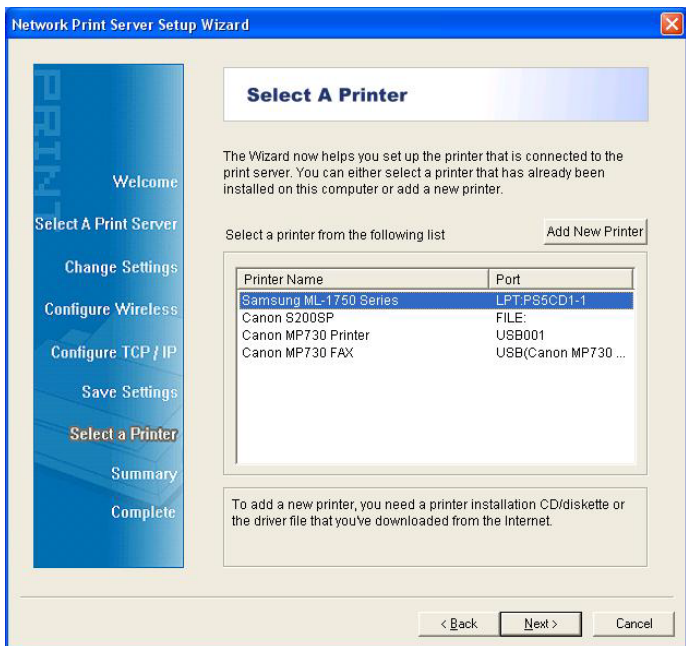 Network Print Server Setup Wizard
PRINT
Select A Printer
Welcome
Select A Print Server
Change Settings
Configure Wireless
Configure TCP / IP
Save Settings
Select a Printer
Summary
Complete
The Wizard now helps you set up the printer that is connected to the
print server. You can either select a printer that has already been
installed on this computer or add a new printer.
Select a printer from the following list
Add New Printer
Printer Name Port
Samsung ML-1750 Series LPT:PS5CD1-1
Canon S200SP FILE:
Canon MP730 Printer USB001
Canon MP730 FAX USB(Canon MP730 ...
To add a new printer, you need a printer installation CD/diskette or
the driver file that you've downloaded from the Internet.
< Back Next > Cancel